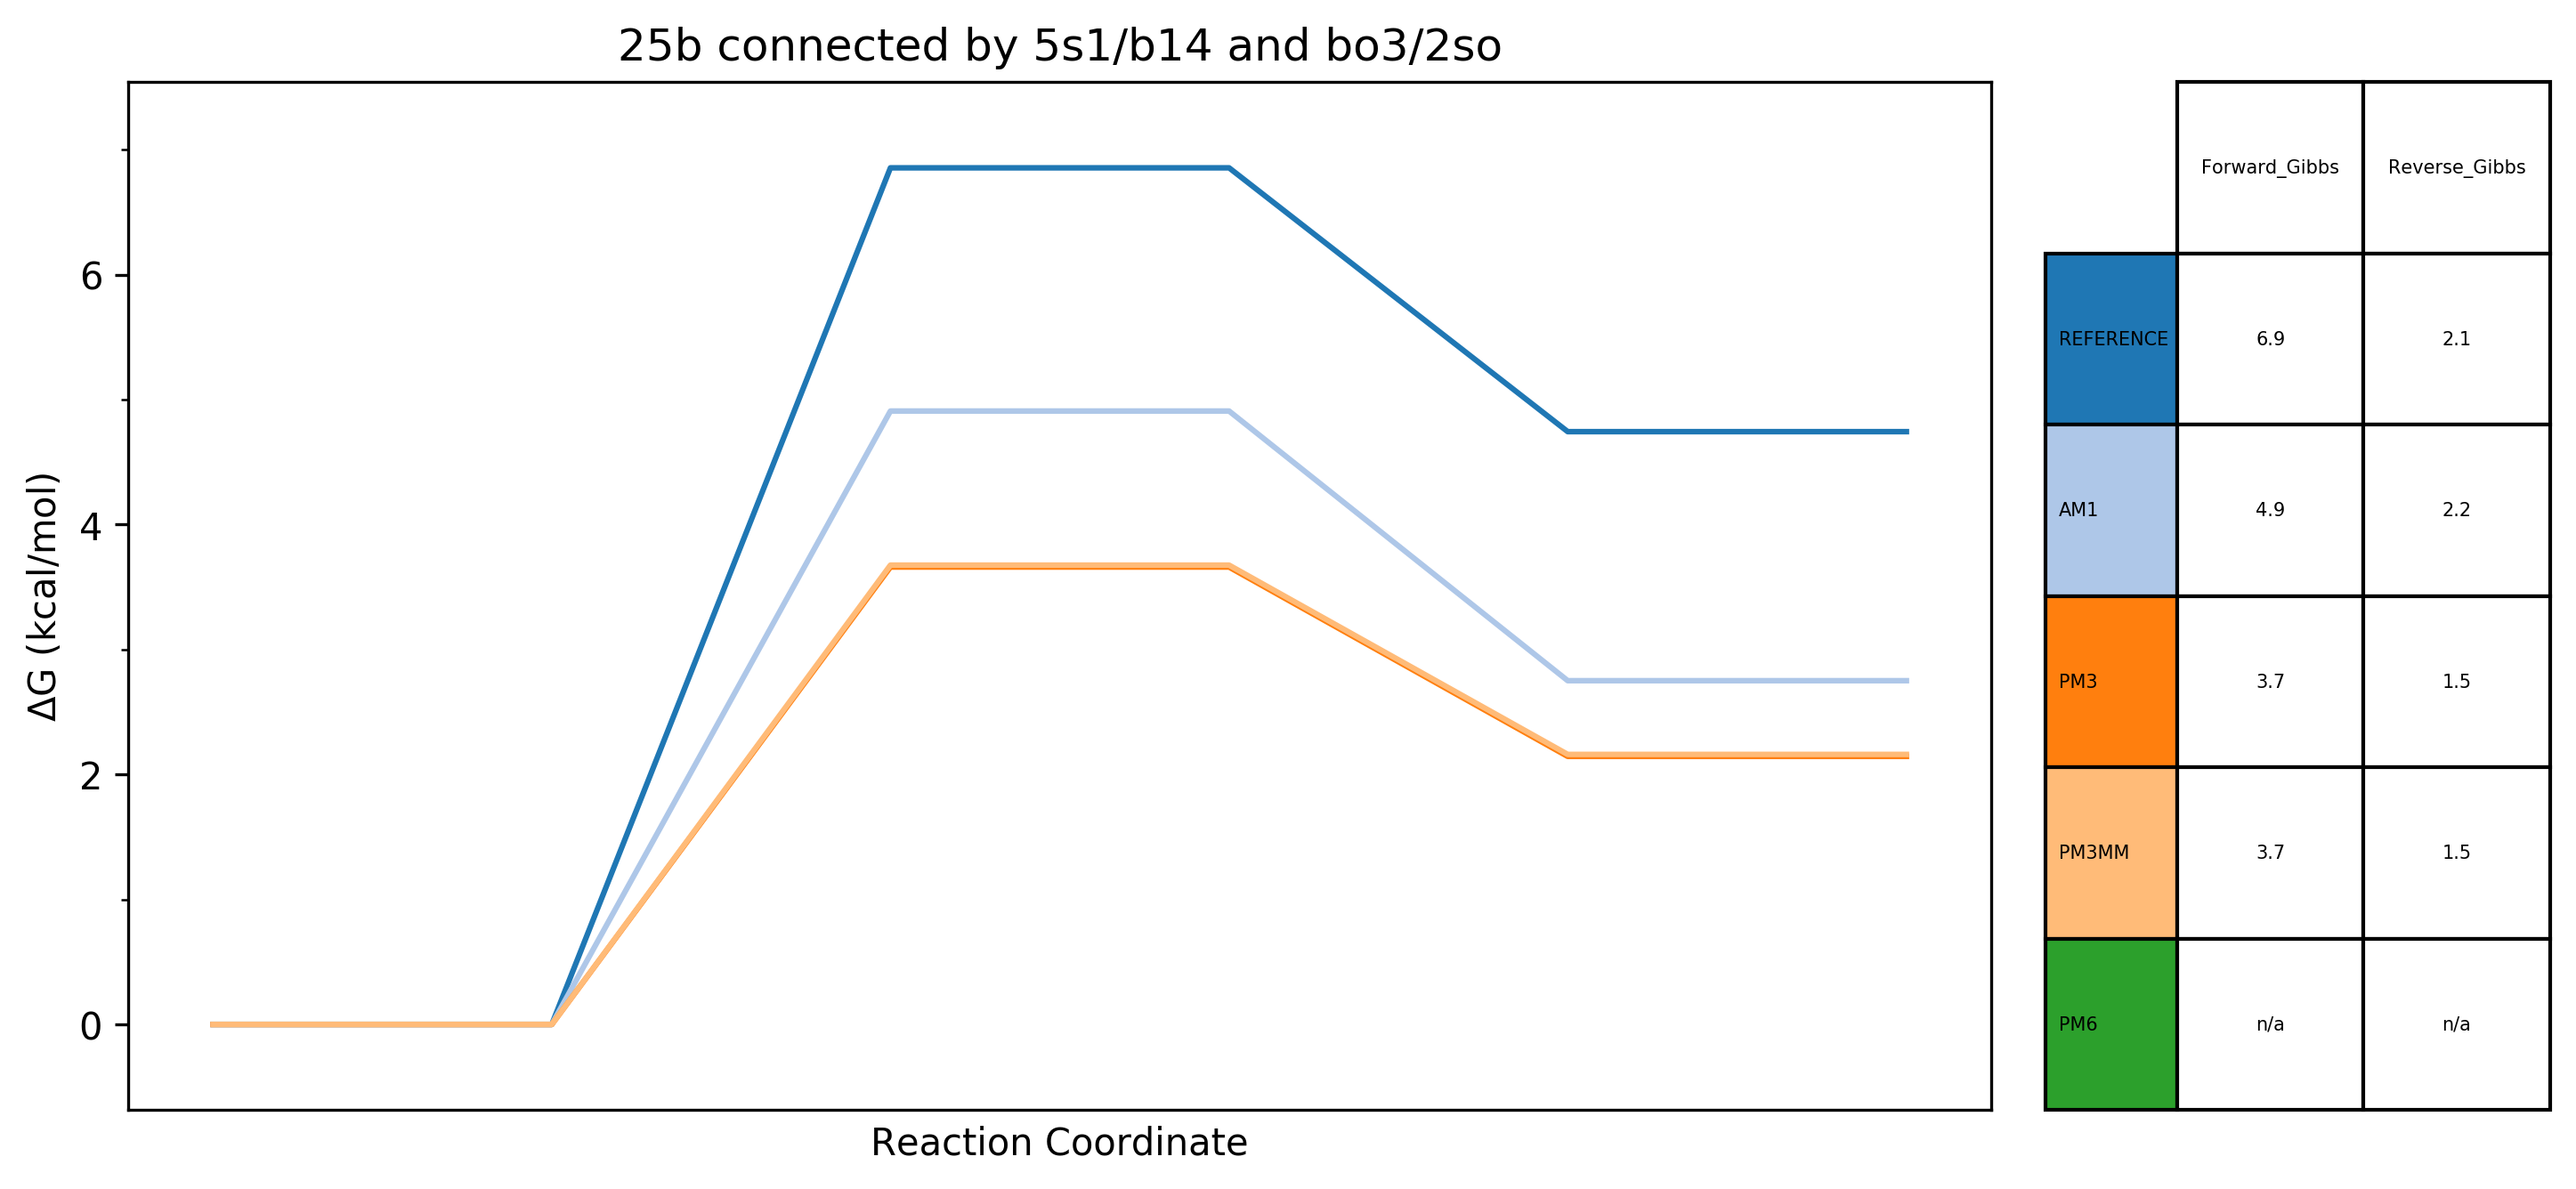 25b connected by 5s1/b14 and bo3/2so
ΔG (kcal/mol)
6
4
2
0
Reaction Coordinate
Forward_Gibbs Reverse_Gibbs
REFERENCE 6.9 2.1
AM1 4.9 2.2
PM3 3.7 1.5
PM3MM 3.7 1.5
PM6 n/a n/a